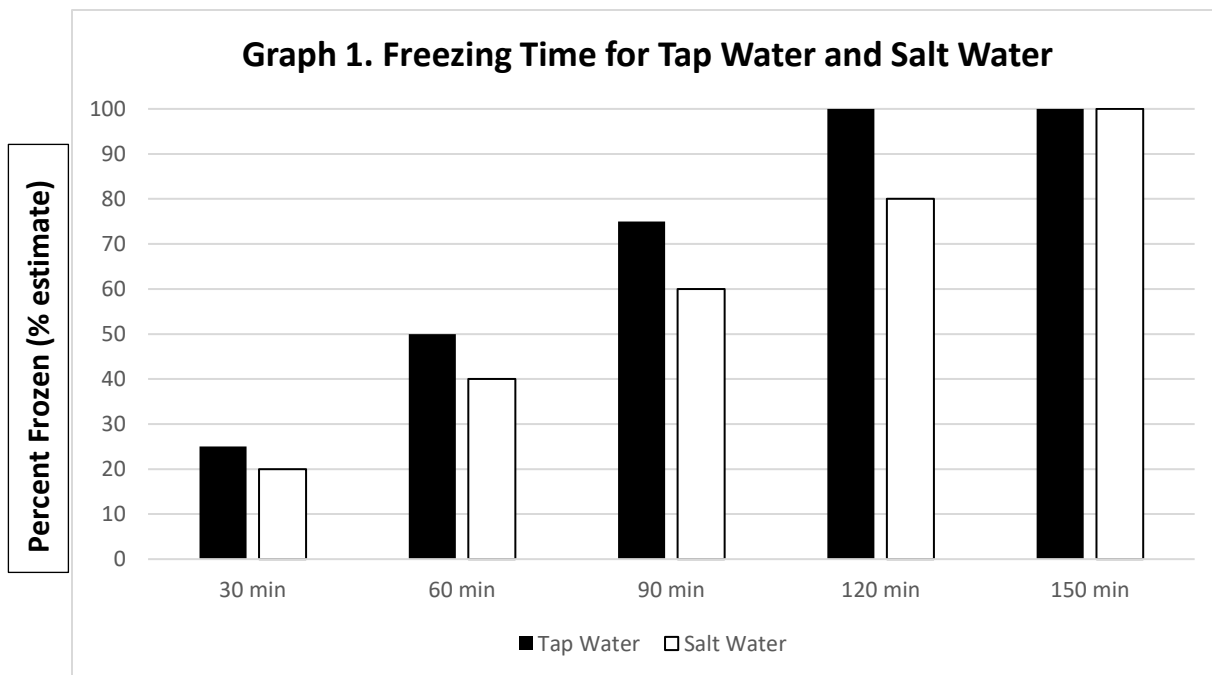 Graph 1. Freezing Time for Tap Water and Salt Water
Percent Frozen (% estimate)
100
90
80
70
60
50
40
30
20
10
0
30 min 60 min 90 min 120 min 150 min
Tap Water Salt Water